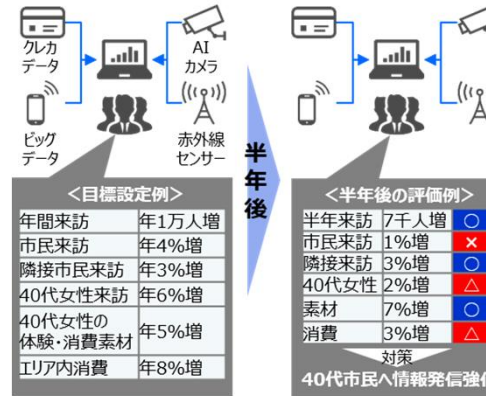 クレカ
データ
AI
カメラ
ビッグ
データ
赤外線
センサー
半年後
<目標設定例>
年間来訪 年1万人増
市民来訪 年4%増
隣接市民来訪 年3%増
40代女性来訪 年6%増
40代女性の
体験・消費素材 年5%増
エリア内消費 年8%増
<半年後の評価例>
半年来訪 7千人増 ○
市民来訪 1%増 ×
隣接来訪 3%増 ○
40代女性 2%増 △
素材 7%増 ○
消費 3%増 △
対策
40代市民へ情報発信強